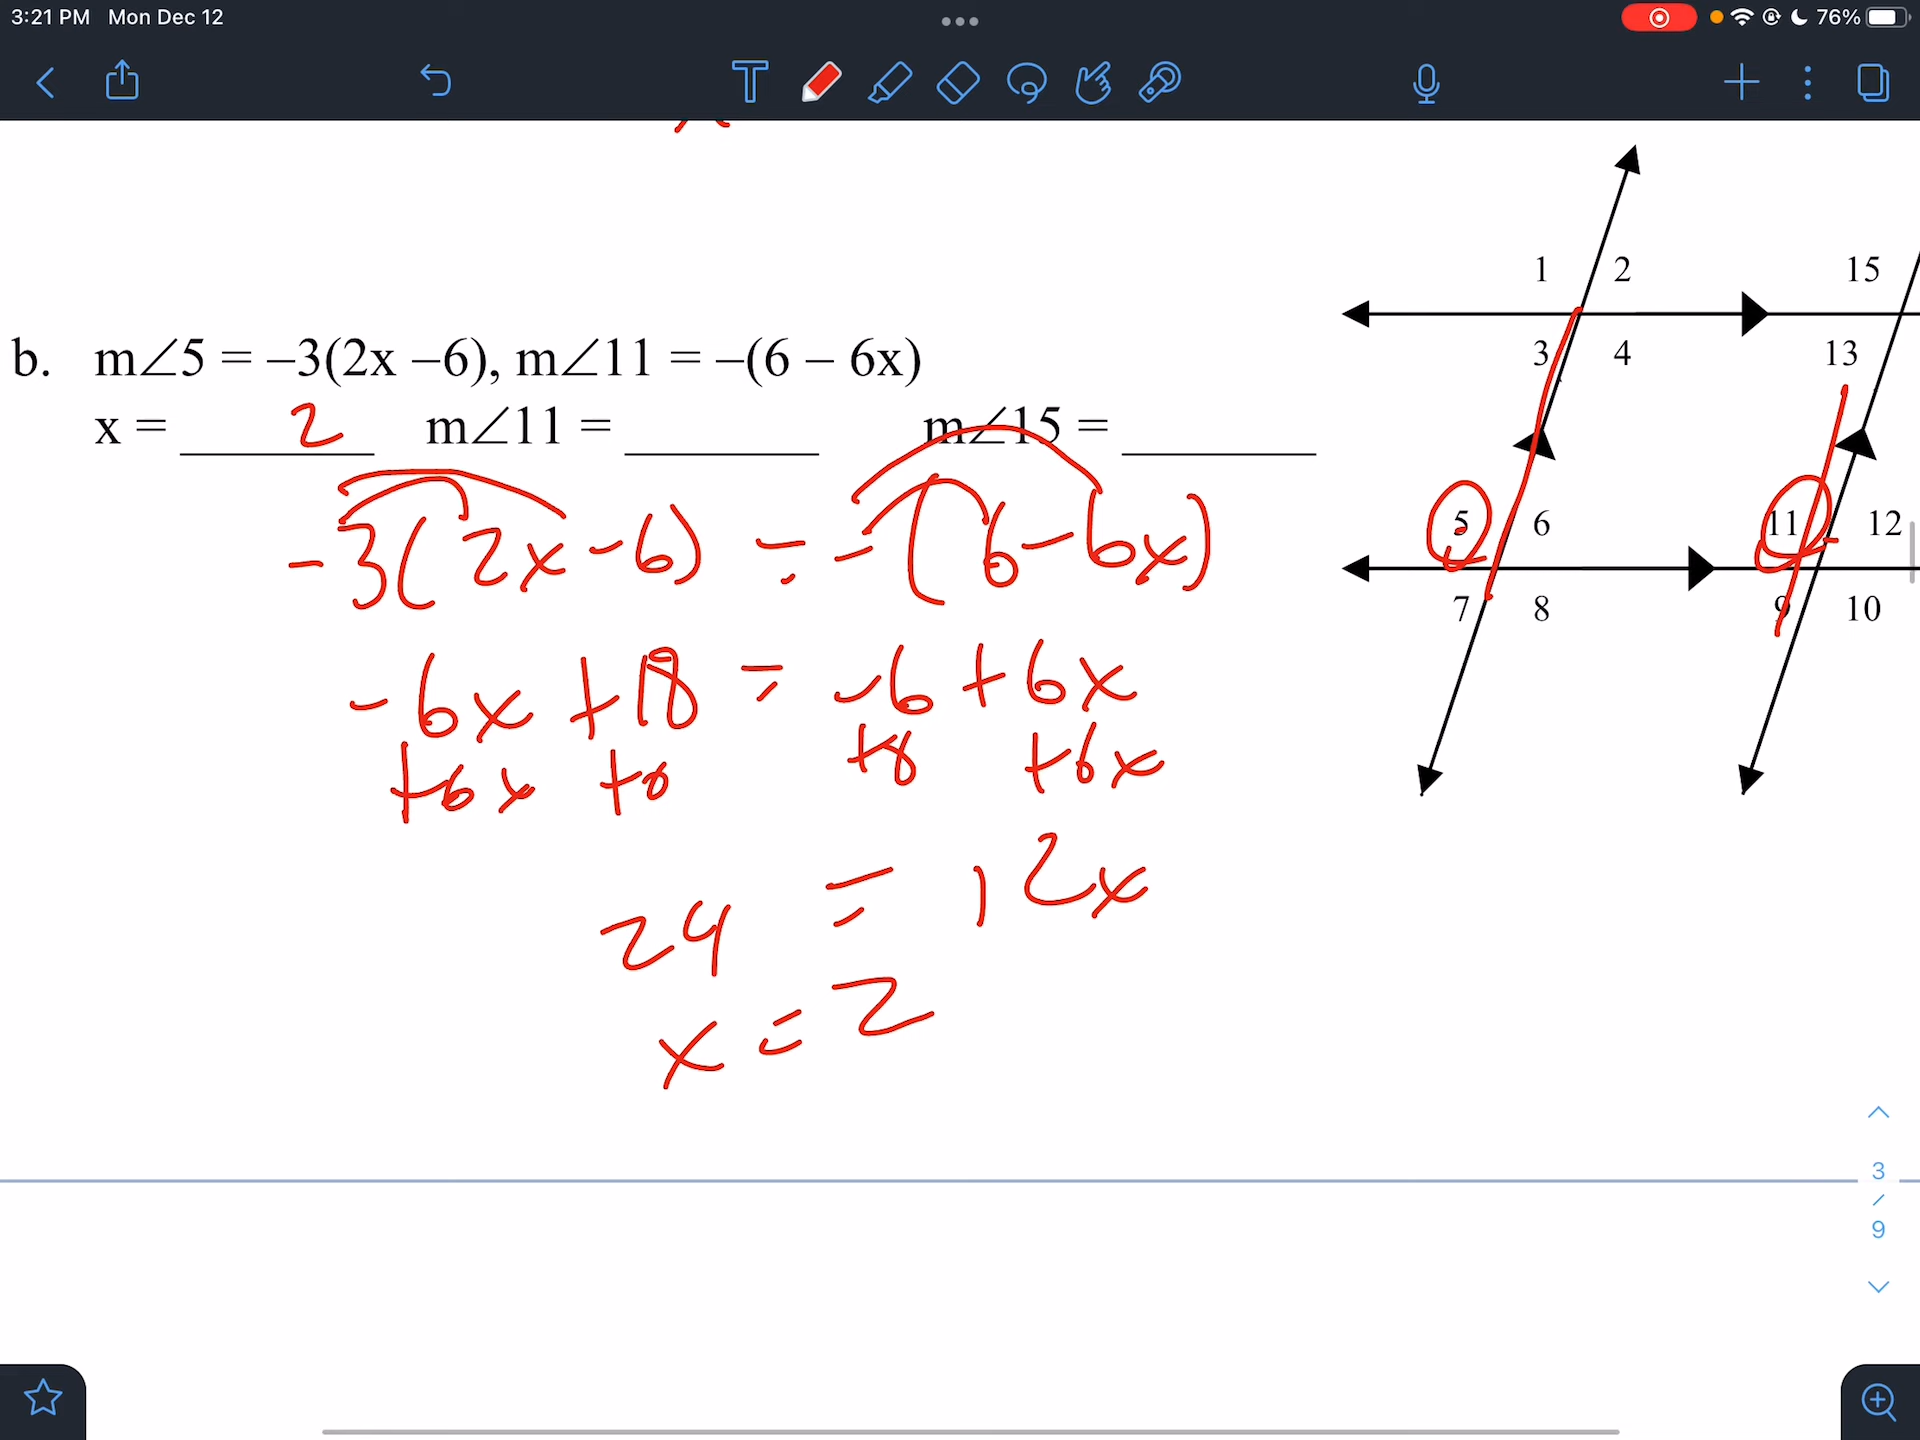 3:21 PM Mon Dec 12
76%
T
1 2 15
3 4 13
b. m∠5 = –3(2x –6), m∠11 = –(6 – 6x)
x = 2 m∠11 = m∠15 =
-3(2x-6) = -(6-6x)
5 6 11 12
7 8 9 10
-6x +18 = -6 +6x
+6x +6 +6 +6x
24 = 12x
x = 2
3
/
9